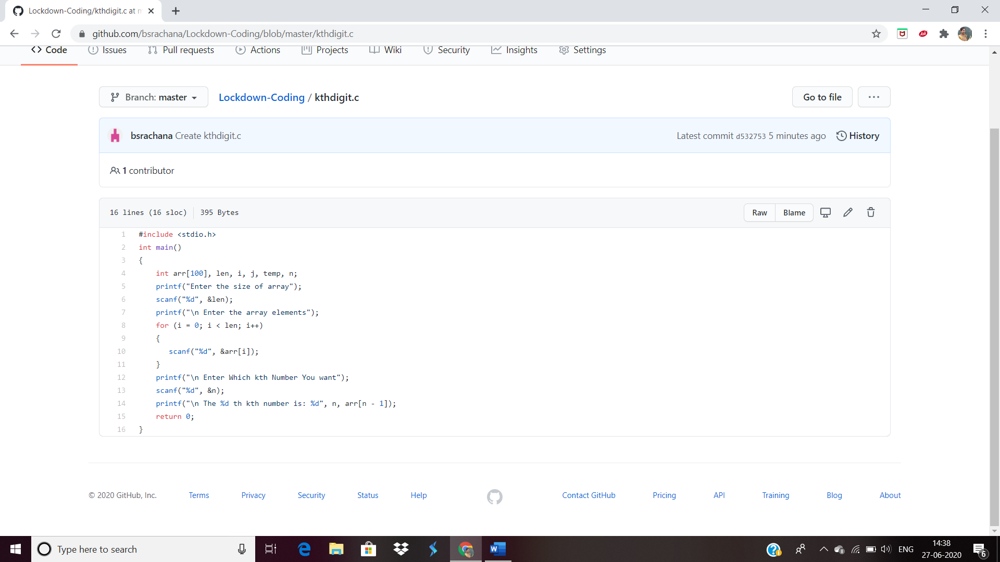 Lockdown-Coding/kthdigit.c at m
github.com/bsrachana/Lockdown-Coding/blob/master/kthdigit.c
Ask
<> Code Issues Pull requests Actions Projects Wiki Security Insights Settings
Branch: master Lockdown-Coding / kthdigit.c Go to file ...
bsrachana Create kthdigit.c Latest commit d532753 5 minutes ago History
1 contributor
16 lines (16 sloc) 395 Bytes Raw Blame
1 #include <stdio.h>
2 int main()
3 {
4 int arr[100], len, i, j, temp, n;
5 printf("Enter the size of array");
6 scanf("%d", &len);
7 printf("\n Enter the array elements");
8 for (i = 0; i < len; i++)
9 {
10 scanf("%d", &arr[i]);
11 }
12 printf("\n Enter Which kth Number You want");
13 scanf("%d", &n);
14 printf("\n The %d th kth number is: %d", n, arr[n - 1]);
15 return 0;
16 }
© 2020 GitHub, Inc. Terms Privacy Security Status Help Contact GitHub Pricing API Training Blog About
Type here to search
W
ENG
14:38
27-06-2020
6